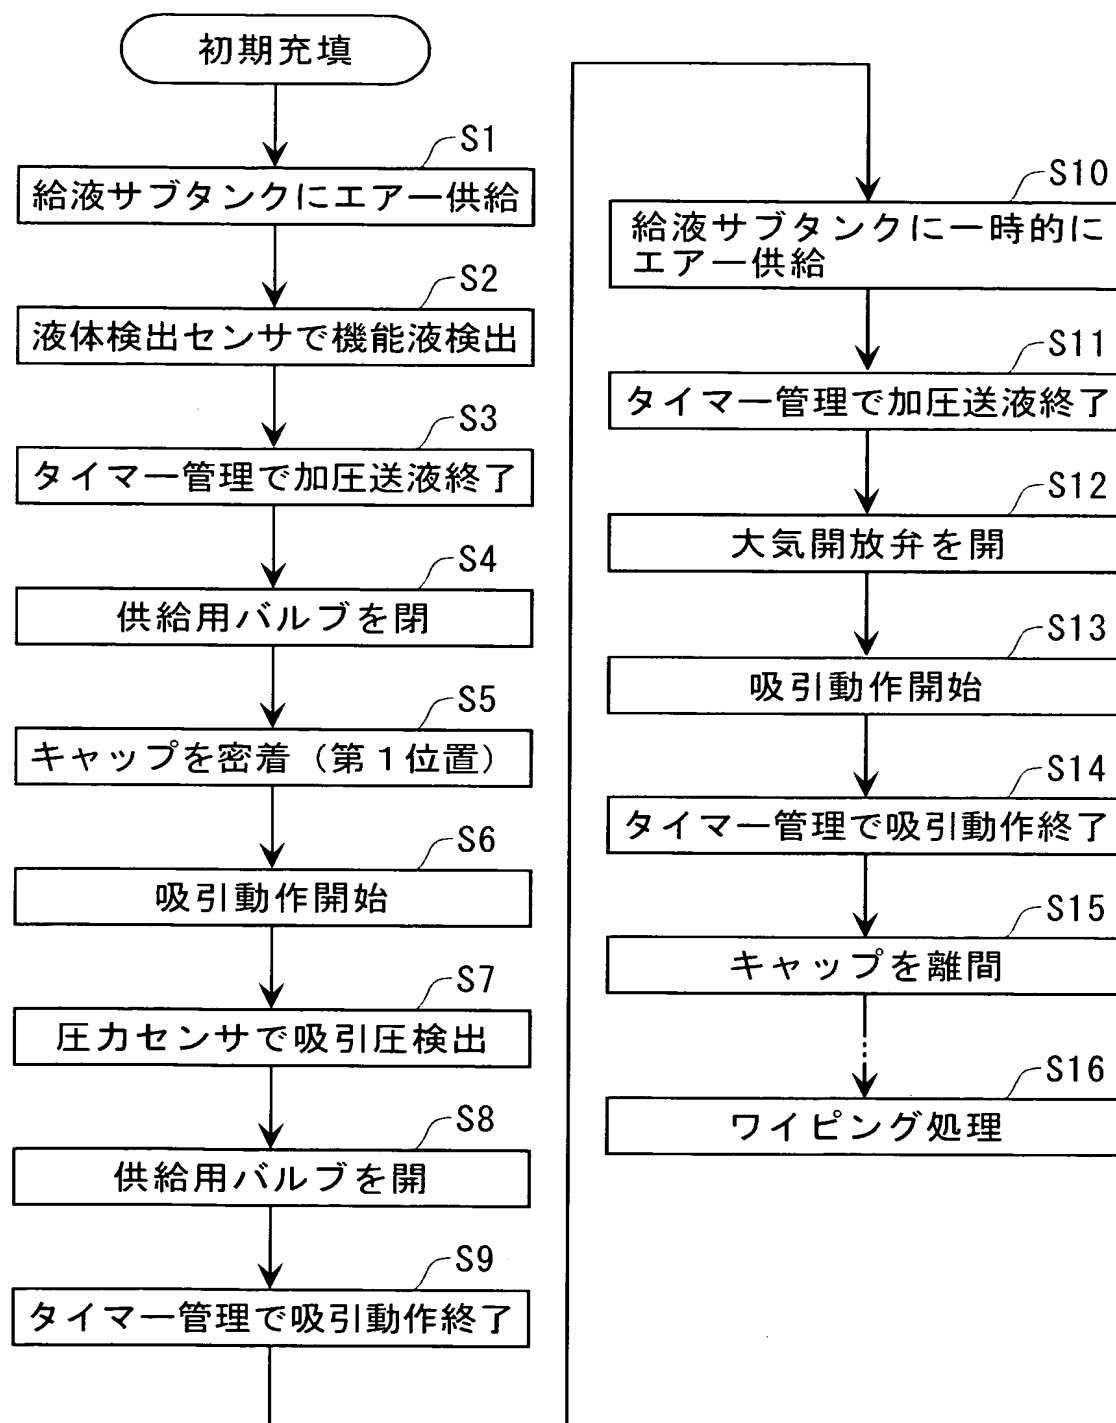 初期充填
S1
給液サブタンクにエアー供給
S2
液体検出センサで機能液検出
S3
タイマー管理で加圧送液終了
S4
供給用バルブを閉
S5
キャップを密着（第１位置）
S6
吸引動作開始
S7
圧力センサで吸引圧検出
S8
供給用バルブを開
S9
タイマー管理で吸引動作終了
S10
給液サブタンクに一時的に
エアー供給
S11
タイマー管理で加圧送液終了
S12
大気開放弁を開
S13
吸引動作開始
S14
タイマー管理で吸引動作終了
S15
キャップを離間
S16
ワイピング処理